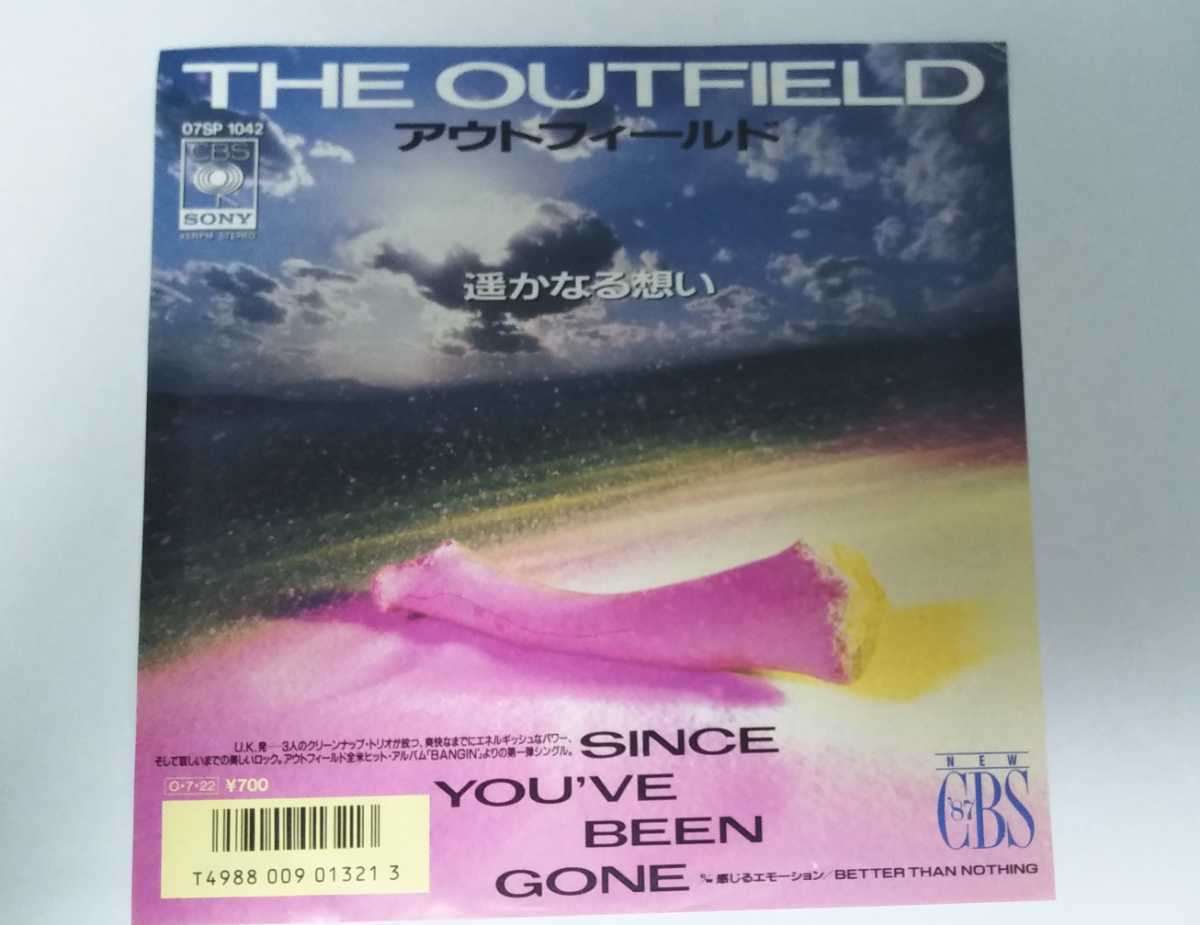 THE OUTFIELD
アウトフィールド
07SP 1042
CBS
SONY
45RPM STEREO
遥かなる想い
U.K.発──3人のクリーンナップ・トリオが放つ、爽快なまでにエネルギッシュなパワー、
そして哀しいまでの美しいロック。アウトフィールド全米ヒット・アルバム「BANGIN'」よりの第一弾シングル。
SINCE
YOU'VE
BEEN
GONE
c/w 感じるエモーション/BETTER THAN NOTHING
O・7・22 ¥700
T4988 009 01321 3
NEW
'87 CBS